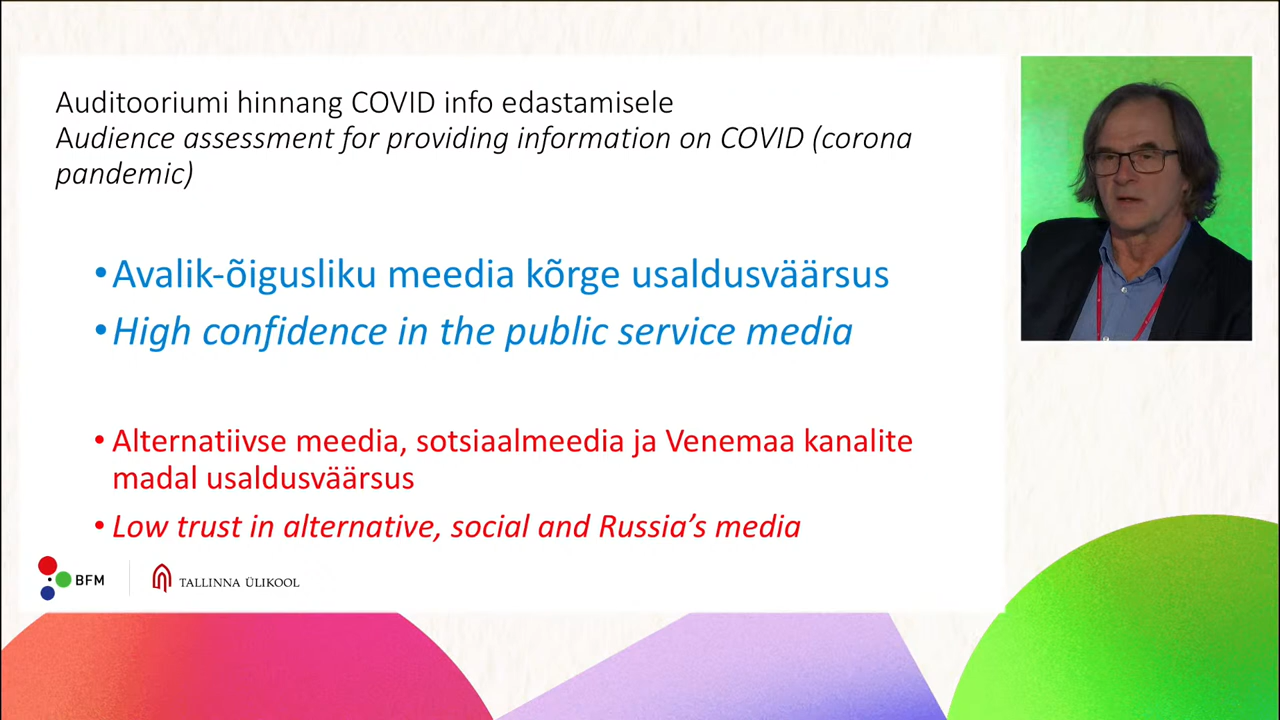 Auditooriumi hinnang COVID info edastamisele
Audience assessment for providing information on COVID (corona
pandemic)
•Avalik-õigusliku meedia kõrge usaldusväärsus
•High confidence in the public service media
•Alternatiivse meedia, sotsiaalmeedia ja Venemaa kanalite
madal usaldusväärsus
•Low trust in alternative, social and Russia’s media
BFM
TALLINNA ÜLIKOOL